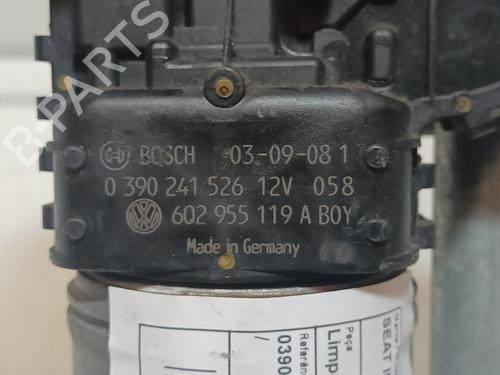 BOSCH 03-09-08 1
0 390 241 526 12V 058
6Q2 955 119 A BOY
Made in Germany
B-PARTS
SEAT
Peça
Limp
Referên
0390
/